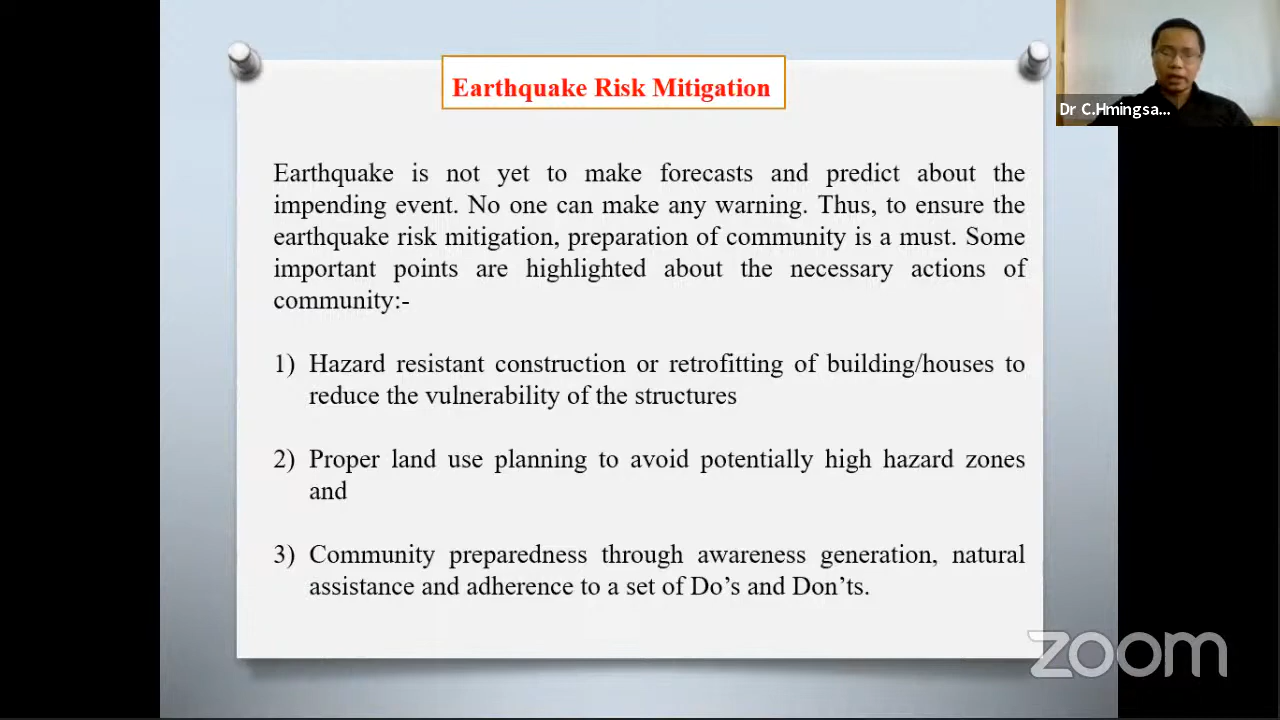 Earthquake Risk Mitigation
Dr C.Hmingsa...
Earthquake is not yet to make forecasts and predict about the
impending event. No one can make any warning. Thus, to ensure the
earthquake risk mitigation, preparation of community is a must. Some
important points are highlighted about the necessary actions of
community:-
1) Hazard resistant construction or retrofitting of building/houses to
reduce the vulnerability of the structures
2) Proper land use planning to avoid potentially high hazard zones
and
3) Community preparedness through awareness generation, natural
assistance and adherence to a set of Do’s and Don’ts.
zoom